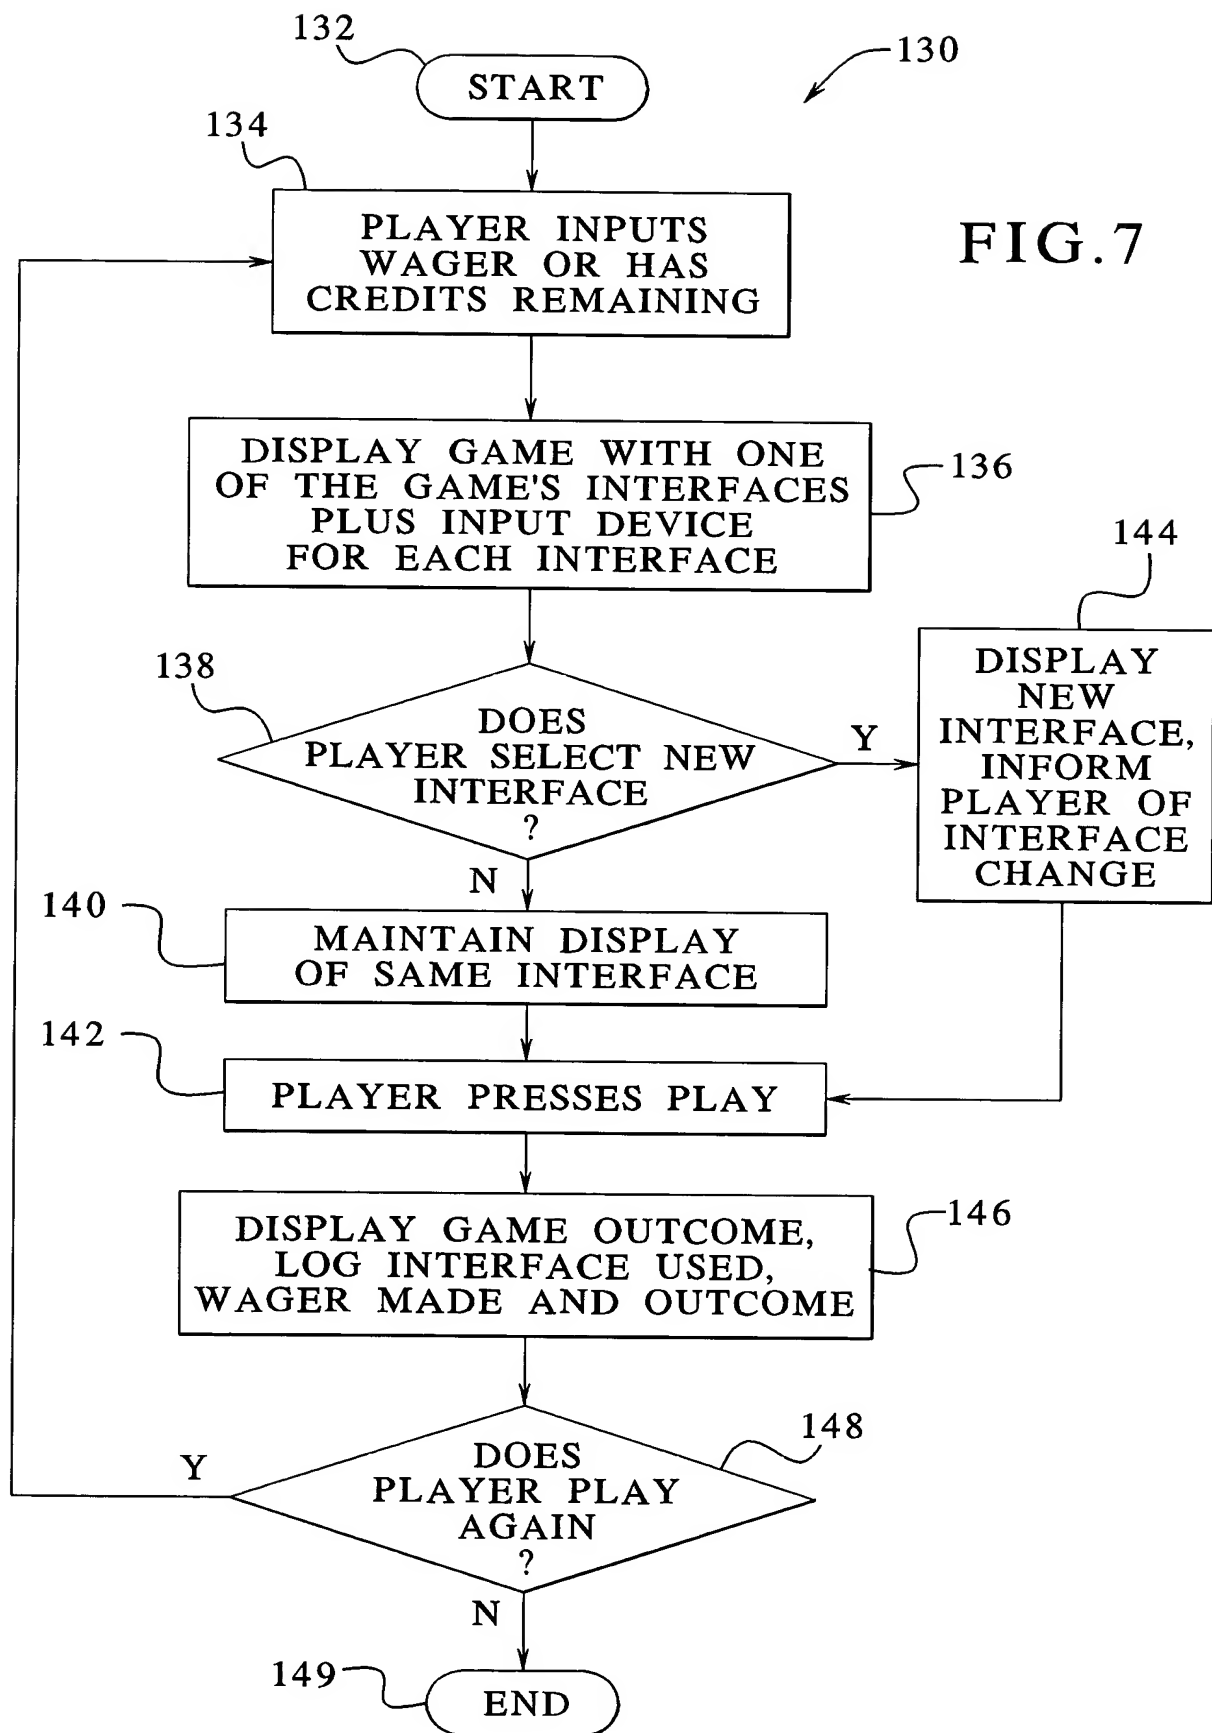 132
START
130
134
PLAYER INPUTS
WAGER OR HAS
CREDITS REMAINING
FIG.7
DISPLAY GAME WITH ONE
OF THE GAME'S INTERFACES
PLUS INPUT DEVICE
FOR EACH INTERFACE
136
144
DISPLAY
NEW
INTERFACE,
INFORM
PLAYER OF
INTERFACE
CHANGE
138
DOES
PLAYER SELECT NEW
INTERFACE
?
Y
N
140
MAINTAIN DISPLAY
OF SAME INTERFACE
142
PLAYER PRESSES PLAY
DISPLAY GAME OUTCOME,
LOG INTERFACE USED,
WAGER MADE AND OUTCOME
146
148
DOES
PLAYER PLAY
AGAIN
?
Y
N
149
END